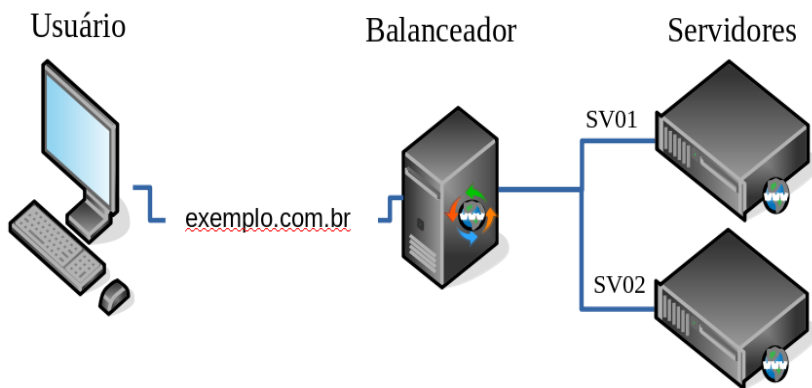 Usuário
Balanceador
Servidores
SV01
exemplo.com.br
SV02